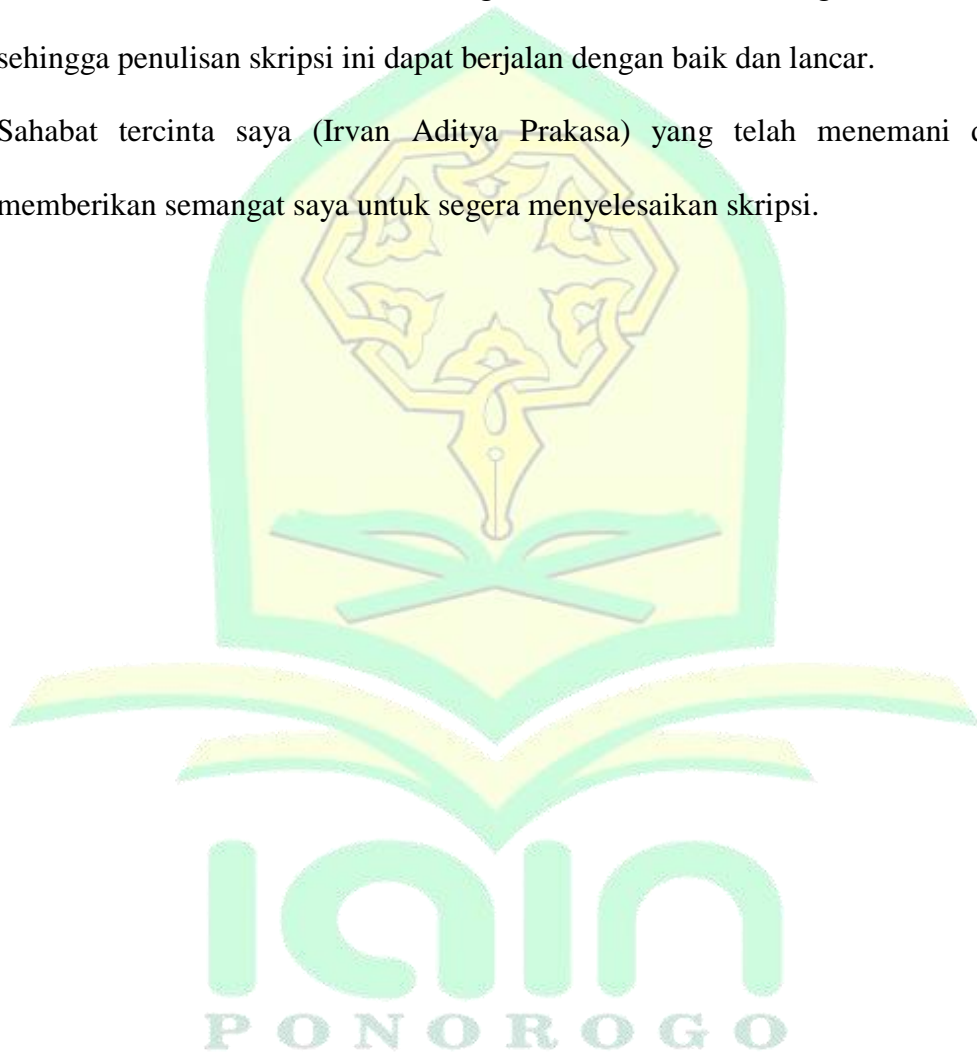 sehingga penulisan skripsi ini dapat berjalan dengan baik dan lancar.
Sahabat tercinta saya (Irvan Aditya Prakasa) yang telah menemani
memberikan semangat saya untuk segera menyelesaikan skripsi.
iain
PONOROGO